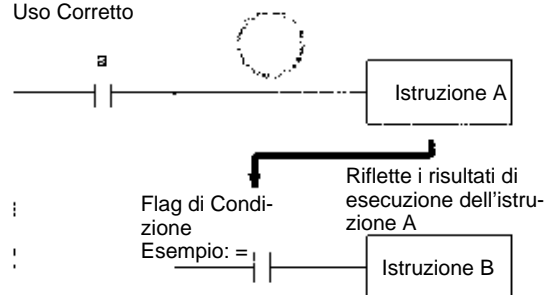 Uso Corretto
a
Istruzione A
Riflette i risultati di
esecuzione dell'istru-
zione A
Flag di Condi-
zione
Esempio: =
Istruzione B